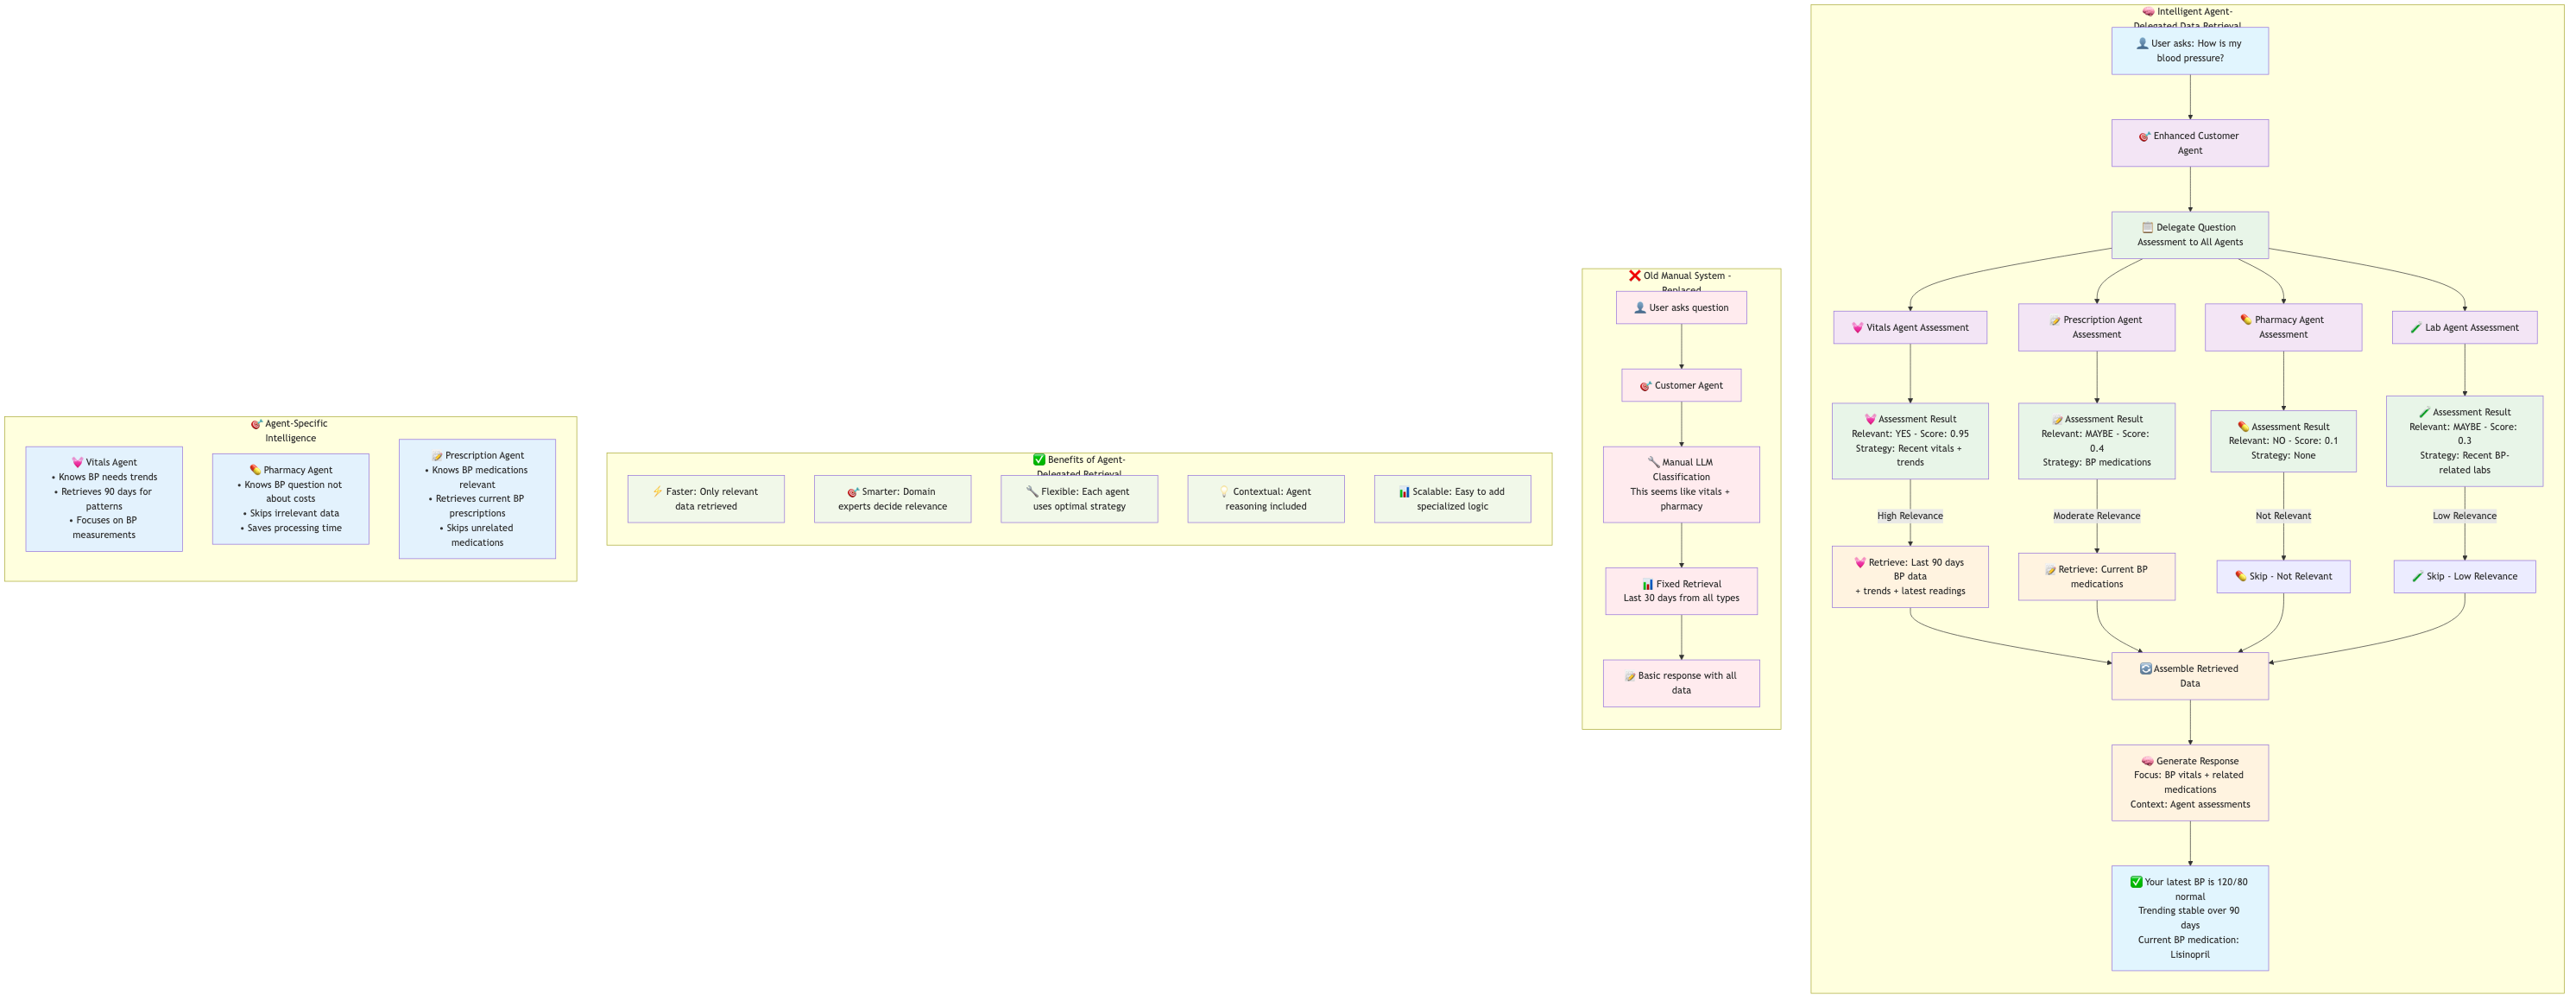 🎯 Agent-Specific
Intelligence
💓 Vitals Agent
• Knows BP needs trends
• Retrieves 90 days for
patterns
• Focuses on BP
measurements
💊 Pharmacy Agent
• Knows BP question not
about costs
• Skips irrelevant data
• Saves processing time
📝 Prescription Agent
• Knows BP medications
relevant
• Retrieves current BP
prescriptions
• Skips unrelated
medications
✅ Benefits of Agent-
Delegated Retrieval
⚡ Faster: Only relevant
data retrieved
🎯 Smarter: Domain
experts decide relevance
🔧 Flexible: Each agent
uses optimal strategy
💡 Contextual: Agent
reasoning included
📊 Scalable: Easy to add
specialized logic
❌ Old Manual System -
Replaced
👤 User asks question
🎯 Customer Agent
🔧 Manual LLM
Classification
This seems like vitals +
pharmacy
📊 Fixed Retrieval
Last 30 days from all types
📝 Basic response with all
data
🧠 Intelligent Agent-
Delegated Data Retrieval
👤 User asks: How is my
blood pressure?
🎯 Enhanced Customer
Agent
📋 Delegate Question
Assessment to All Agents
💓 Vitals Agent Assessment
📝 Prescription Agent
Assessment
💊 Pharmacy Agent
Assessment
🧪 Lab Agent Assessment
💓 Assessment Result
Relevant: YES - Score: 0.95
Strategy: Recent vitals +
trends
📝 Assessment Result
Relevant: MAYBE - Score:
0.4
Strategy: BP medications
💊 Assessment Result
Relevant: NO - Score: 0.1
Strategy: None
🧪 Assessment Result
Relevant: MAYBE - Score:
0.3
Strategy: Recent BP-
related labs
High Relevance
Moderate Relevance
Not Relevant
Low Relevance
💓 Retrieve: Last 90 days
BP data
+ trends + latest readings
📝 Retrieve: Current BP
medications
💊 Skip - Not Relevant
🧪 Skip - Low Relevance
🔄 Assemble Retrieved
Data
🧠 Generate Response
Focus: BP vitals + related
medications
Context: Agent assessments
✅ Your latest BP is 120/80
normal
Trending stable over 90
days
Current BP medication:
Lisinopril